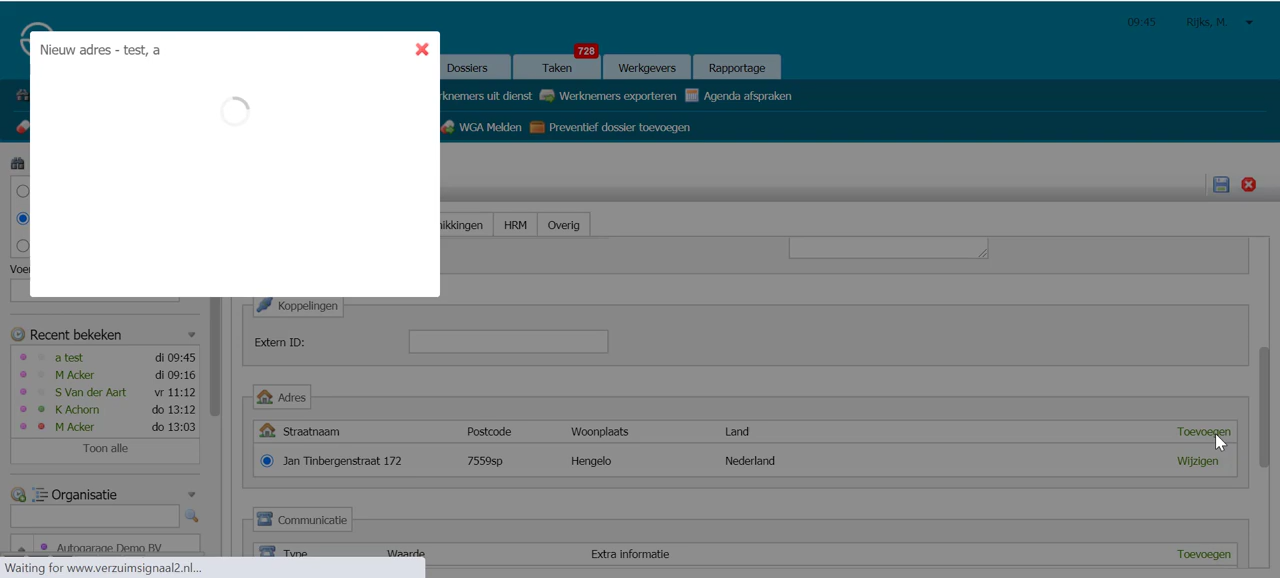 09:45 Rijks, M.
Nieuw adres - test, a
728
Dossiers Taken Werkgevers Rapportage
rknemers uit dienst Werknemers exporteren Agenda afspraken
WGA Melden Preventief dossier toevoegen
hikkingen HRM Overig
Voer
Koppelingen
Recent bekeken
Extern ID:
a test di 09:45
M Acker di 09:16
S Van der Aart vr 11:12
K Achorn do 13:12
M Acker do 13:03
Toon alle
Adres
Straatnaam Postcode Woonplaats Land Toevoegen
Jan Tinbergenstraat 172 7559sp Hengelo Nederland Wijzigen
Organisatie
Communicatie
Autogarage Demo BV
Type Waarde Extra informatie Toevoegen
Waiting for www.verzuimsignaal2.nl...